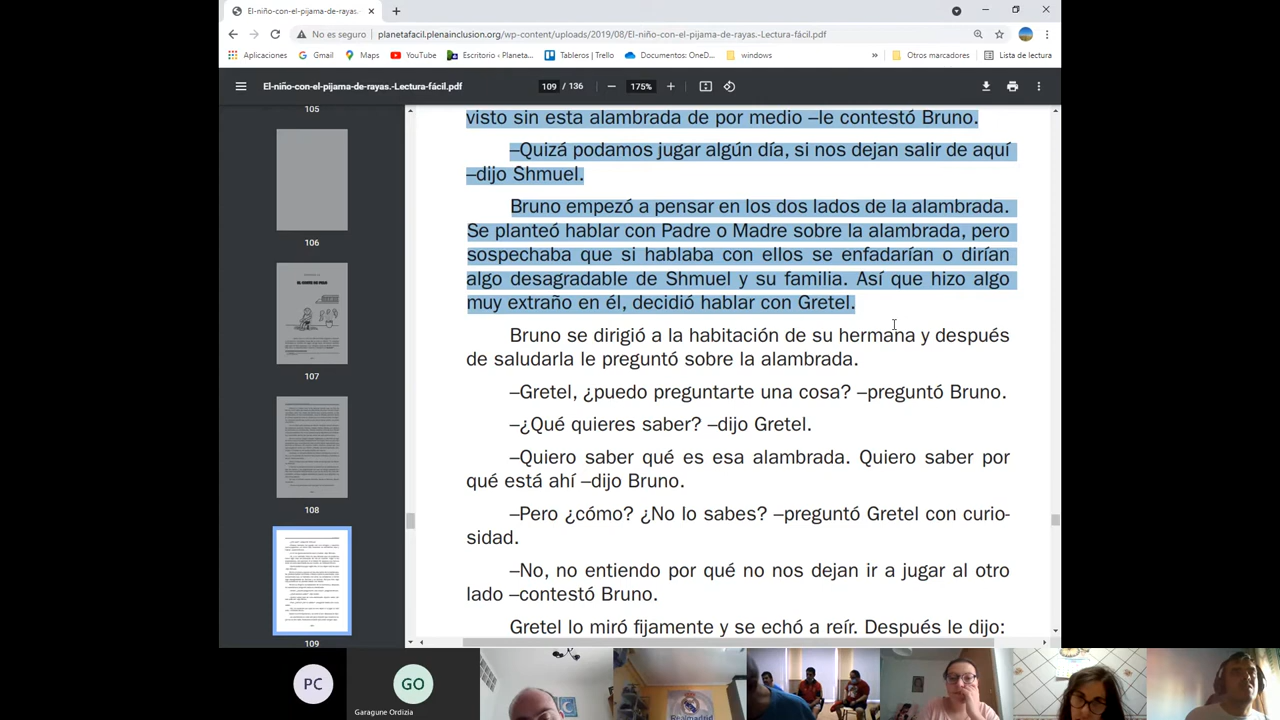 El-niño-con-el-pijama-de-rayas.-
No es seguro
planetafacil.plenainclusion.org/wp-content/uploads/2019/08/El-niño-con-el-pijama-de-rayas.-Lectura-fácil.pdf
Aplicaciones Gmail Maps YouTube Escritorio – Planeta... Tableros | Trello Documentos: OneD... windows » Otros marcadores Lista de lectura
El-niño-con-el-pijama-de-rayas.-Lectura-fácil.pdf 109 / 136 175%
105
106
107
108
109
visto sin esta alambrada de por medio –le contestó Bruno.
–Quizá podamos jugar algún día, si nos dejan salir de aquí
–dijo Shmuel.
Bruno empezó a pensar en los dos lados de la alambrada.
Se planteó hablar con Padre o Madre sobre la alambrada, pero
sospechaba que si hablaba con ellos se enfadarían o dirían
algo desagradable de Shmuel y su familia. Así que hizo algo
muy extraño en él, decidió hablar con Gretel.
Bruno se dirigió a la habitación de su hermana y después
de saludarla le preguntó sobre la alambrada.
–Gretel, ¿puedo preguntarte una cosa? –preguntó Bruno.
–¿Qué quieres saber? –dijo Gretel.
–Quiero saber qué es esa alambrada. Quiero saber por
qué está ahí –dijo Bruno.
–Pero ¿cómo? ¿No lo sabes? –preguntó Gretel con curio-
sidad.
–No, no entiendo por qué no nos dejan ir a jugar al otro
lado –contestó Bruno.
Gretel lo miró fijamente y se echó a reír. Después le dijo:
PC
GO
Garagune Ordizia
Realmadrid